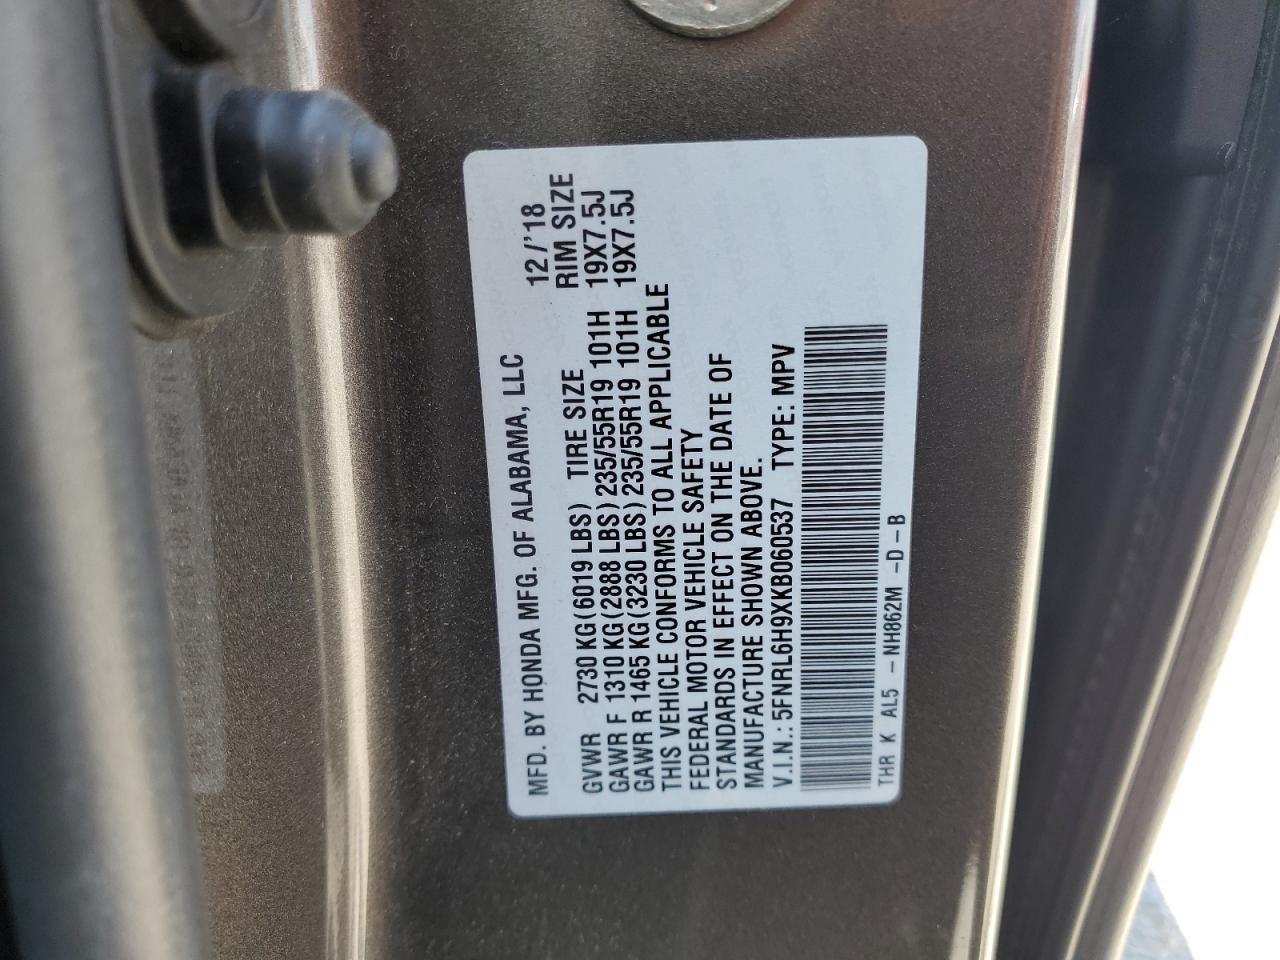 MFD. BY HONDA MFG. OF ALABAMA, LLC 12/'18
GVWR 2730 KG (6019 LBS) TIRE SIZE RIM SIZE
GAWR F 1310 KG (2888 LBS) 235/55R19 101H 19X7.5J
GAWR R 1465 KG (3230 LBS) 235/55R19 101H 19X7.5J
THIS VEHICLE CONFORMS TO ALL APPLICABLE
FEDERAL MOTOR VEHICLE SAFETY
STANDARDS IN EFFECT ON THE DATE OF
MANUFACTURE SHOWN ABOVE.
V.I.N.: 5FNRL6H9XKB060537 TYPE: MPV
THR K AL5 – NH862M –D – B